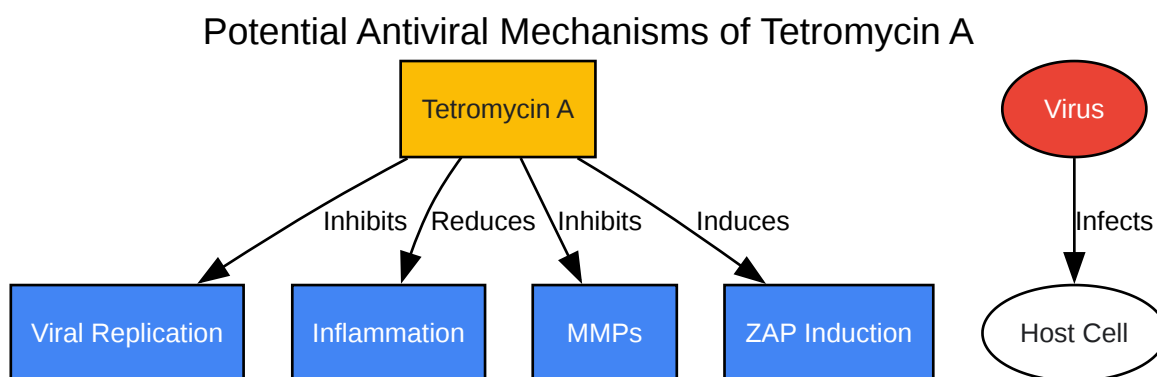 Potential Antiviral Mechanisms of Tetromycin A
Tetromycin A
Virus
Inhibits
Reduces
Inhibits
Induces
Infects
Viral Replication
Inflammation
MMPs
ZAP Induction
Host Cell